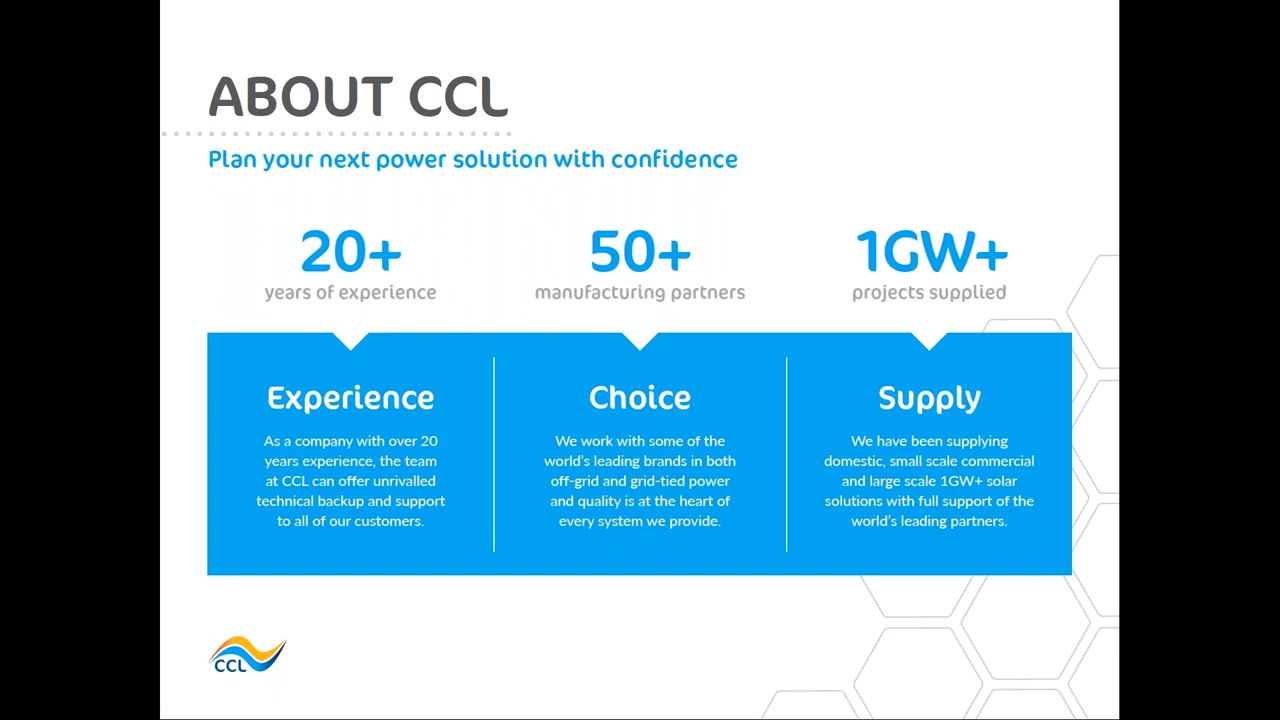 ABOUT CCL
Plan your next power solution with confidence
20+
years of experience
50+
manufacturing partners
1GW+
projects supplied
Experience
As a company with over 20
years experience, the team
at CCL can offer unrivalled
technical backup and support
to all of our customers.
Choice
We work with some of the
world's leading brands in both
off-grid and grid-tied power
and quality is at the heart of
every system we provide.
Supply
We have been supplying
domestic, small scale commercial
and large scale 1GW+ solar
solutions with full support of the
world's leading partners.
CCL